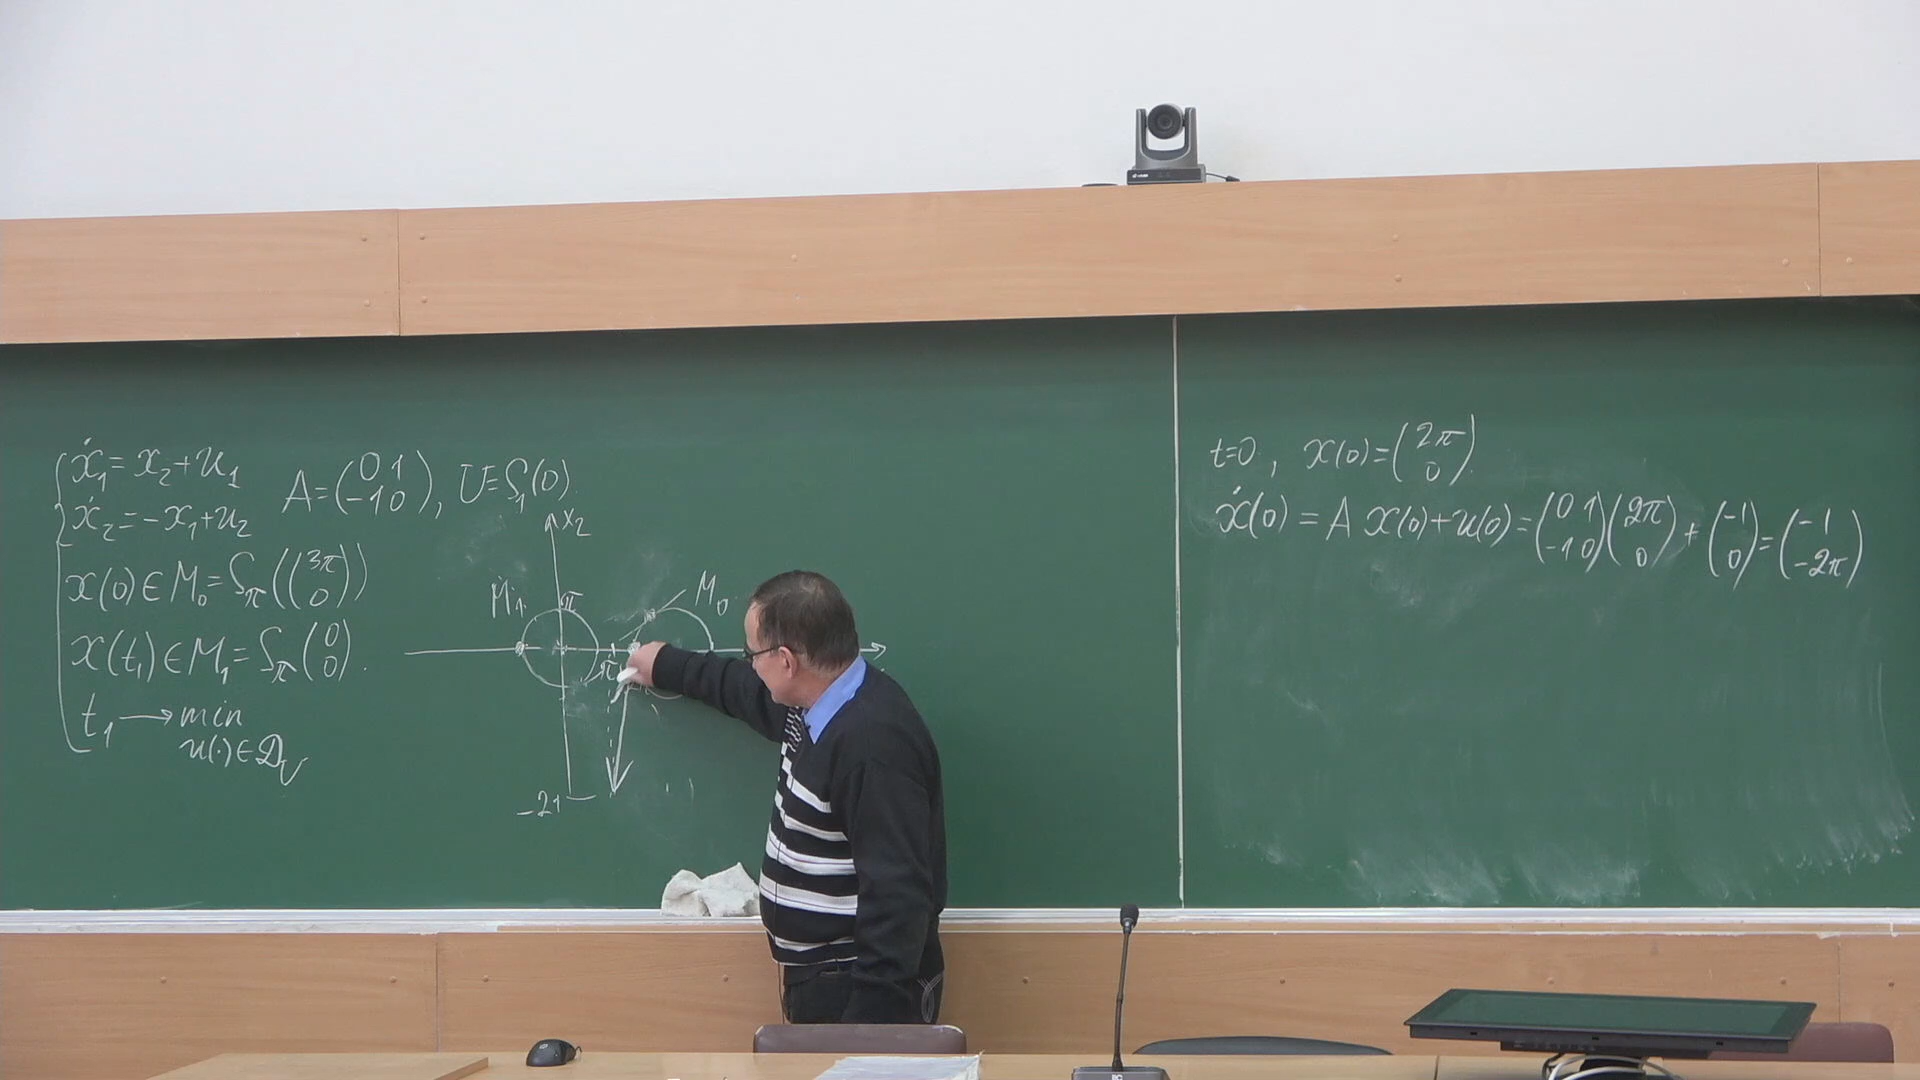 ẋ₁ = x₂ + u₁
ẋ₂ = -x₁ + u₂
x(0) ∈ M₀ = S_π((3π 0))
x(t₁) ∈ M₁ = S_π(0 0).
t₁ → min
u(·) ∈ D_U
A = (0 1 -1 0), U = S₁(0).
x₂
M₁
π
M₀
π
t=0, x(0) = (2π 0)
ẋ(0) = A x(0) + u(0) = (0 1 -1 0)(2π 0) + (-1 0) = (-1 -2π)